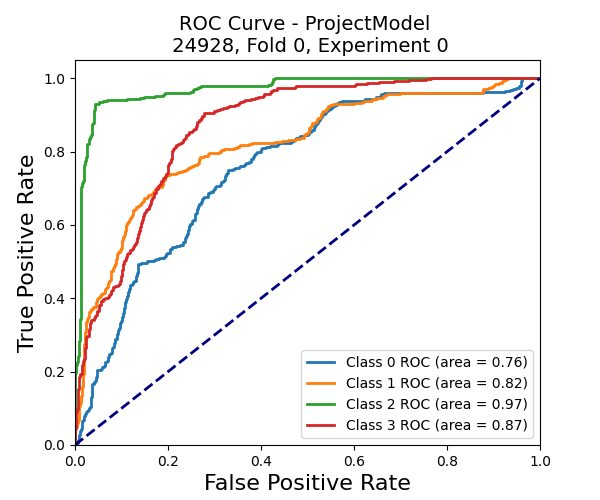 ROC Curve - ProjectModel
24928, Fold 0, Experiment 0
True Positive Rate
1.0
0.8
0.6
0.4
0.2
0.0
0.0 0.2 0.4 0.6 0.8 1.0
False Positive Rate
Class 0 ROC (area = 0.76)
Class 1 ROC (area = 0.82)
Class 2 ROC (area = 0.97)
Class 3 ROC (area = 0.87)